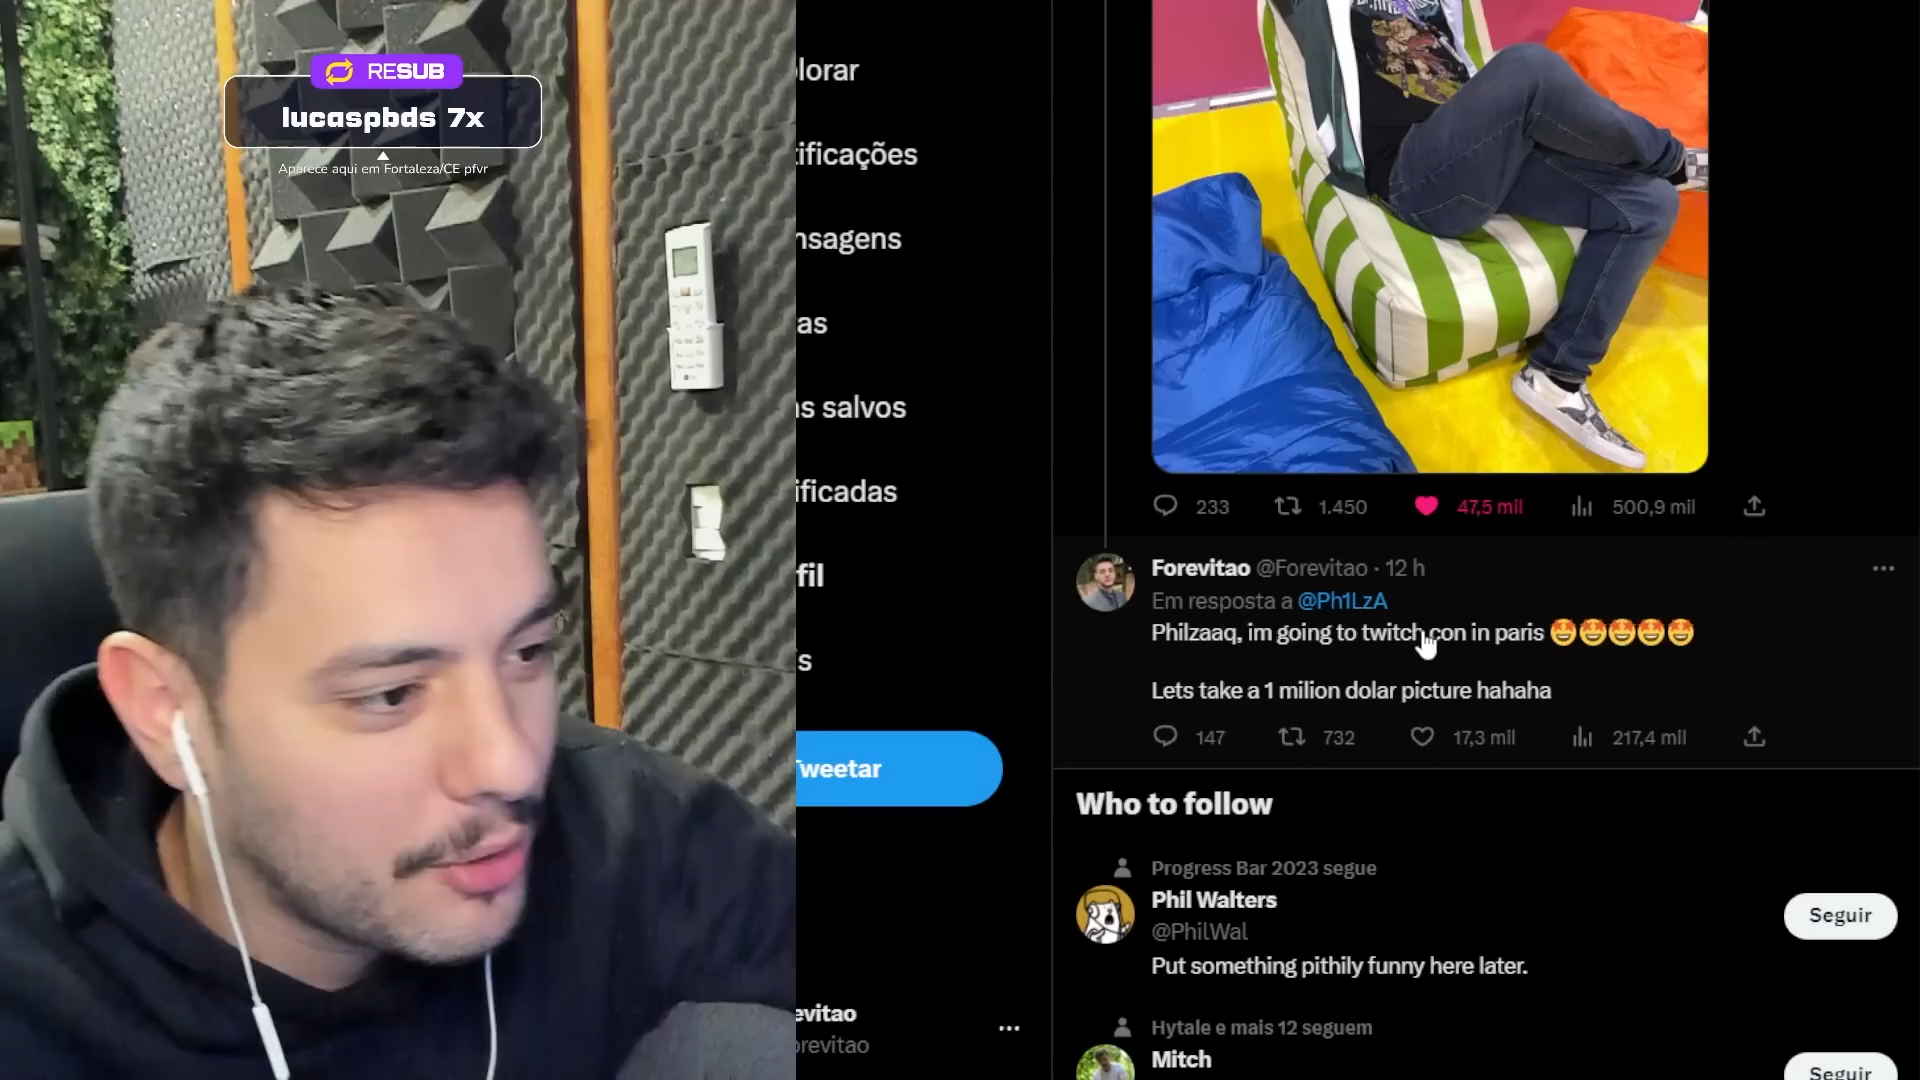 RESUB
lucaspbds 7x
Aparece aqui em Fortaleza/CE pfvr
lorar
tificações
nsagens
as
as salvos
ificadas
fil
s
Tweetar
evitao
orevitao
233 1.450 47,5 mil 500,9 mil
Forevitao @Forevitao · 12 h
Em resposta a @Ph1LzA
Philzaaq, im going to twitch con in paris 🤩🤩🤩🤩🤩
Lets take a 1 milion dolar picture hahaha
147 732 17,3 mil 217,4 mil
Who to follow
Progress Bar 2023 segue
Phil Walters
@PhilWal
Seguir
Put something pithily funny here later.
Hytale e mais 12 seguem
Mitch
Seguir